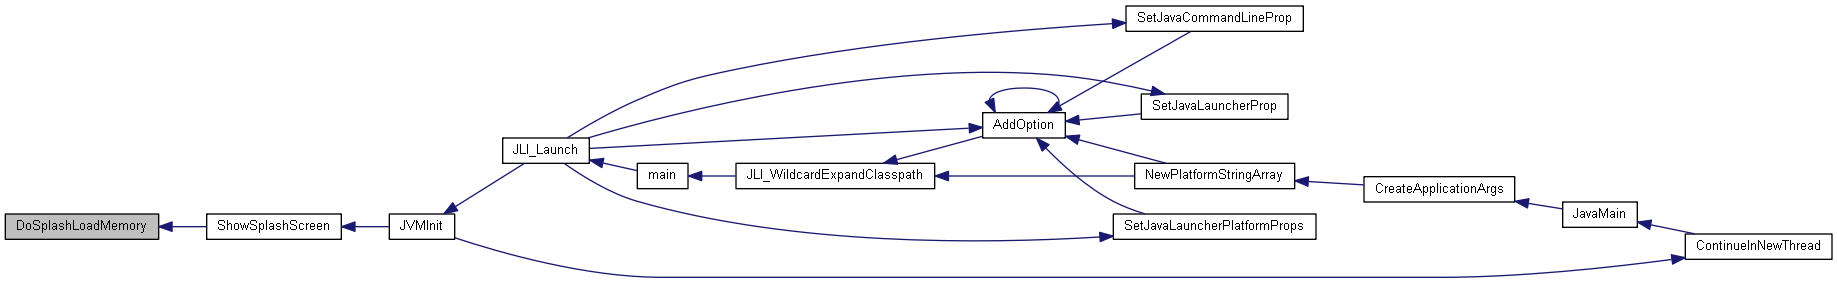 SetJavaCommandLineProp
SetJavaLauncherProp
AddOption
JLI_Launch
main
JLI_WildcardExpandClasspath
NewPlatformStringArray
CreateApplicationArgs
JavaMain
DoSplashLoadMemory
ShowSplashScreen
JVMInit
SetJavaLauncherPlatformProps
ContinueInNewThread